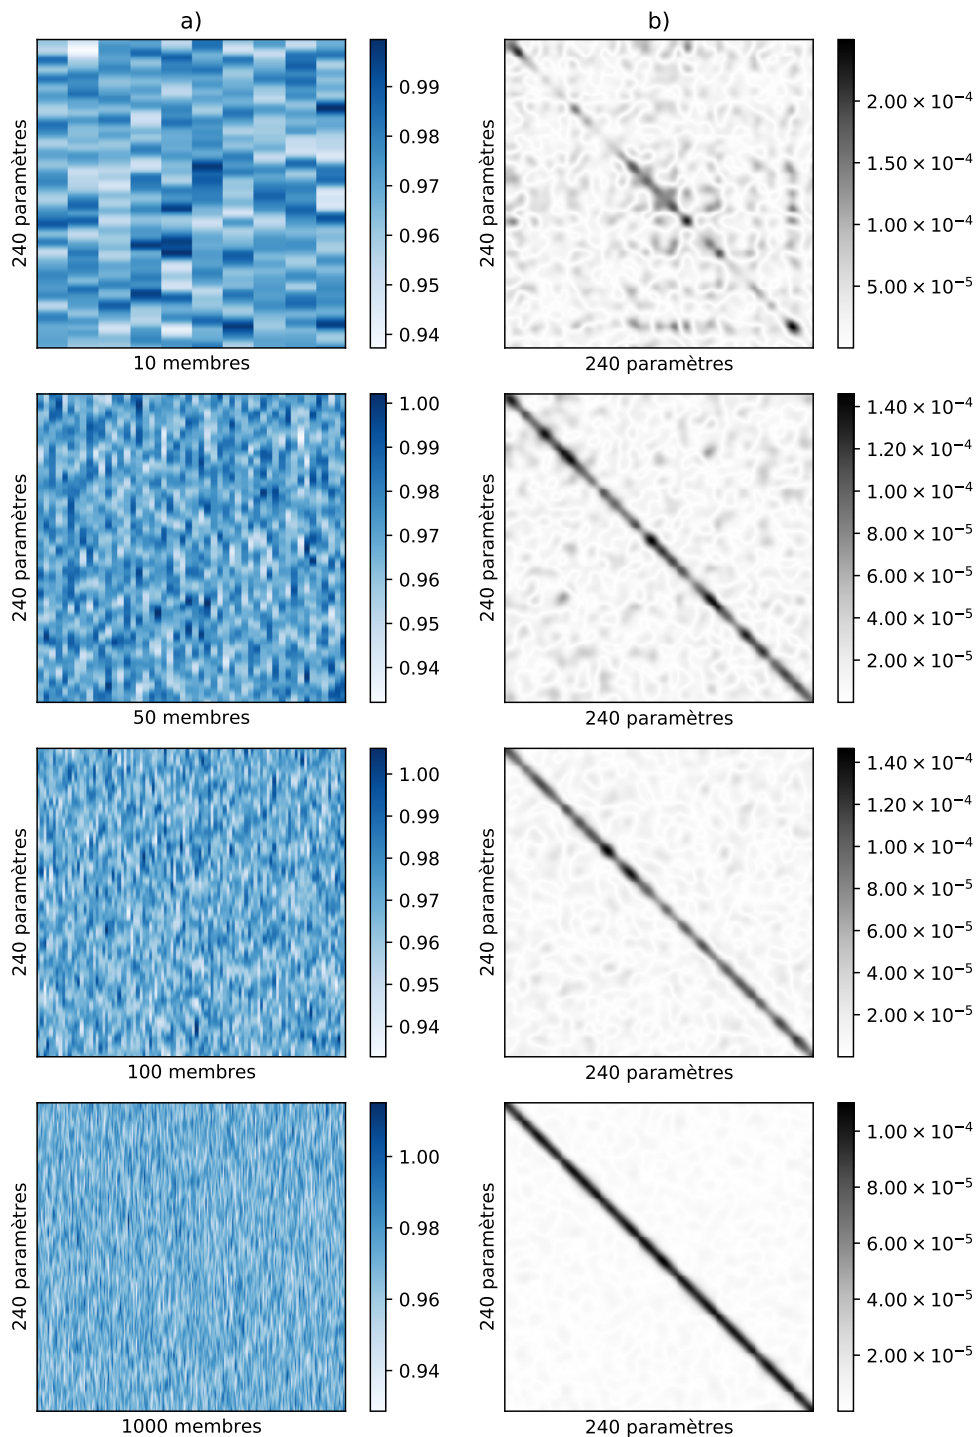 a)
b)
240 paramètres
0.99
0.98
0.97
0.96
0.95
0.94
10 membres
240 paramètres
2.00 × 10⁻⁴
1.50 × 10⁻⁴
1.00 × 10⁻⁴
5.00 × 10⁻⁵
240 paramètres
240 paramètres
1.00
0.99
0.98
0.97
0.96
0.95
0.94
50 membres
240 paramètres
1.40 × 10⁻⁴
1.20 × 10⁻⁴
1.00 × 10⁻⁴
8.00 × 10⁻⁵
6.00 × 10⁻⁵
4.00 × 10⁻⁵
2.00 × 10⁻⁵
240 paramètres
240 paramètres
1.00
0.99
0.98
0.97
0.96
0.95
0.94
100 membres
240 paramètres
1.40 × 10⁻⁴
1.20 × 10⁻⁴
1.00 × 10⁻⁴
8.00 × 10⁻⁵
6.00 × 10⁻⁵
4.00 × 10⁻⁵
2.00 × 10⁻⁵
240 paramètres
240 paramètres
1.00
0.98
0.96
0.94
1000 membres
240 paramètres
1.00 × 10⁻⁴
8.00 × 10⁻⁵
6.00 × 10⁻⁵
4.00 × 10⁻⁵
2.00 × 10⁻⁵
240 paramètres